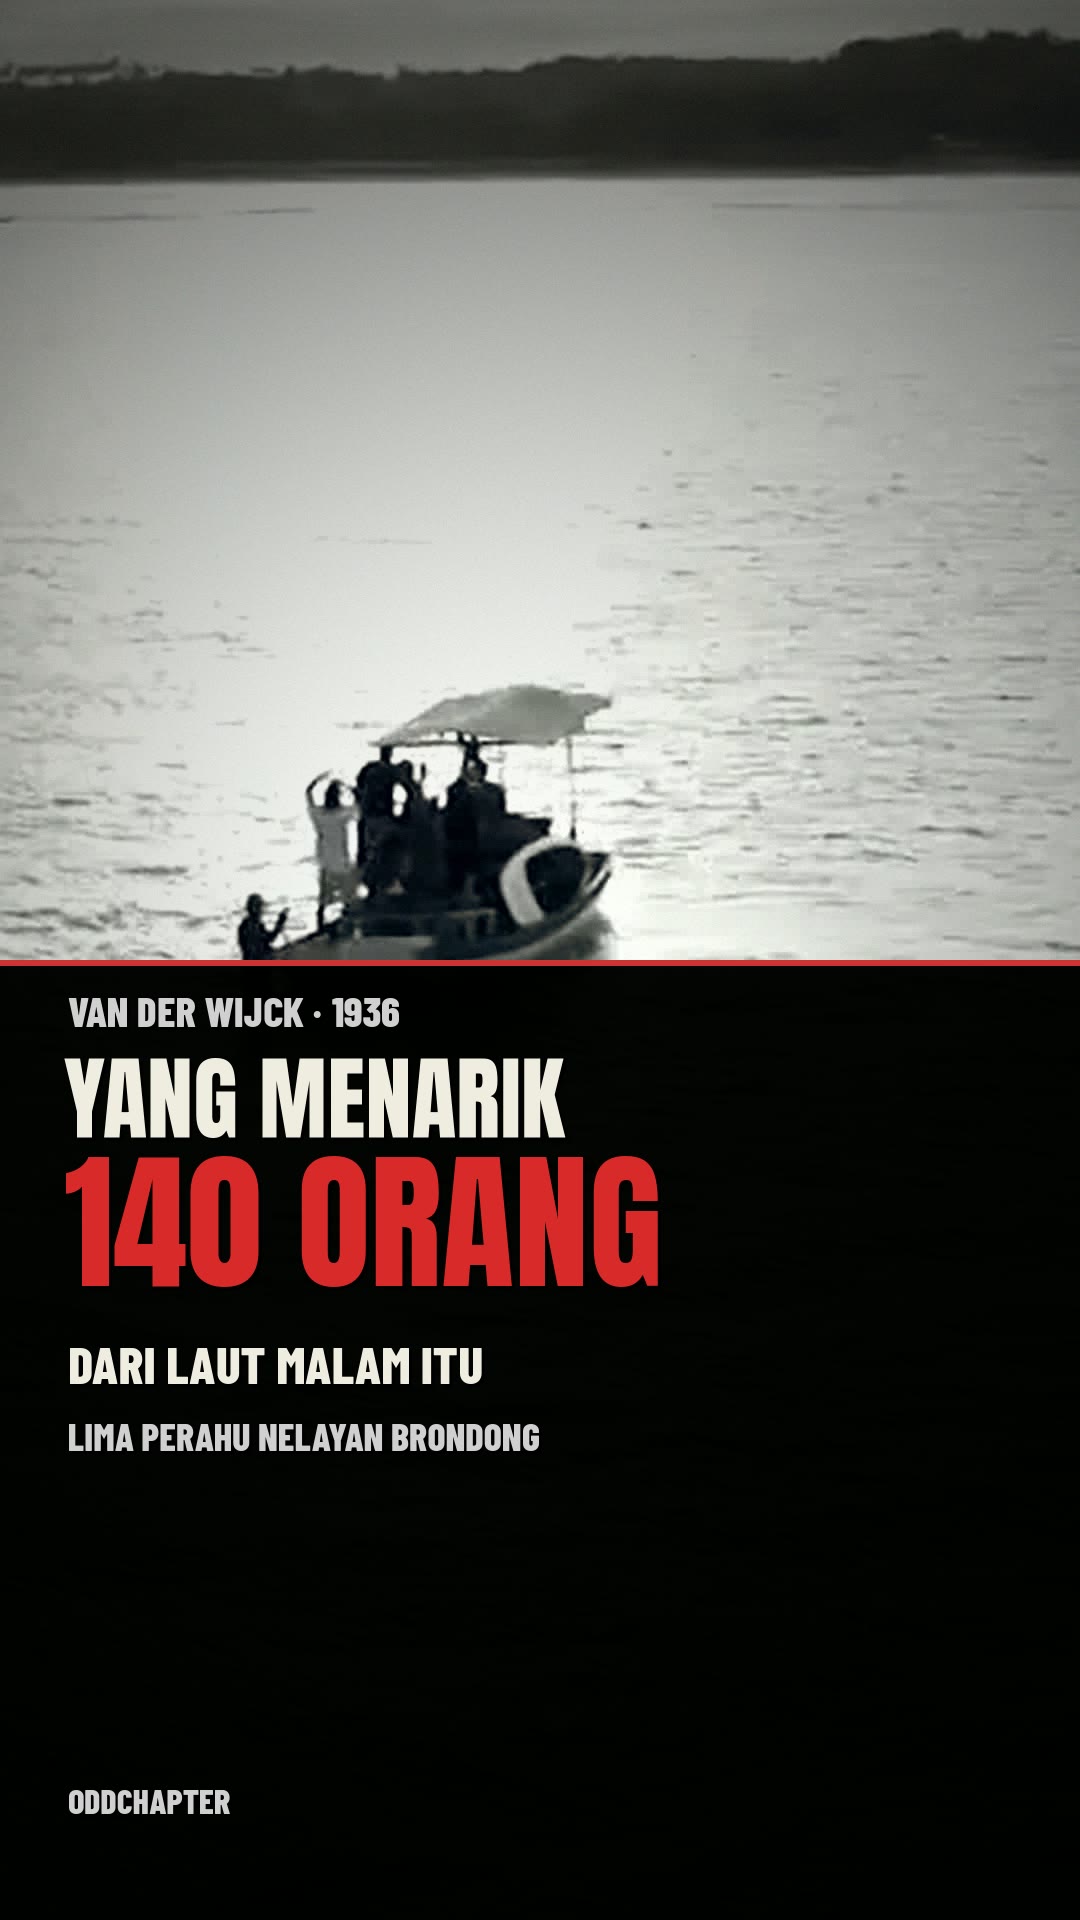 VAN DER WIJCK · 1936
YANG MENARIK
140 ORANG
DARI LAUT MALAM ITU
LIMA PERAHU NELAYAN BRONDONG
ODDCHAPTER